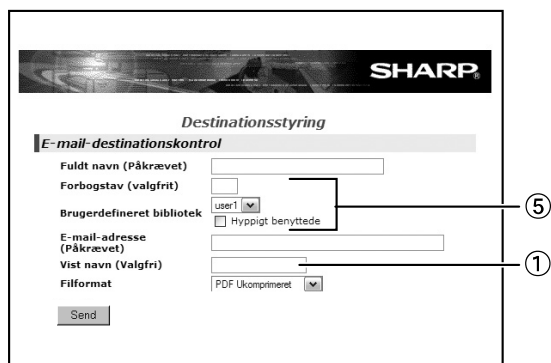 SHARP®
Destinationsstyring
E-mail-destinationskontrol
Fuldt navn (Påkrævet)
Forbogstav (valgfrit)
Brugerdefineret bibliotek user1
Hyppigt benyttede
⑤
E-mail-adresse
(Påkrævet)
Vist navn (Valgfri)
①
Filformat PDF Ukomprimeret
Send